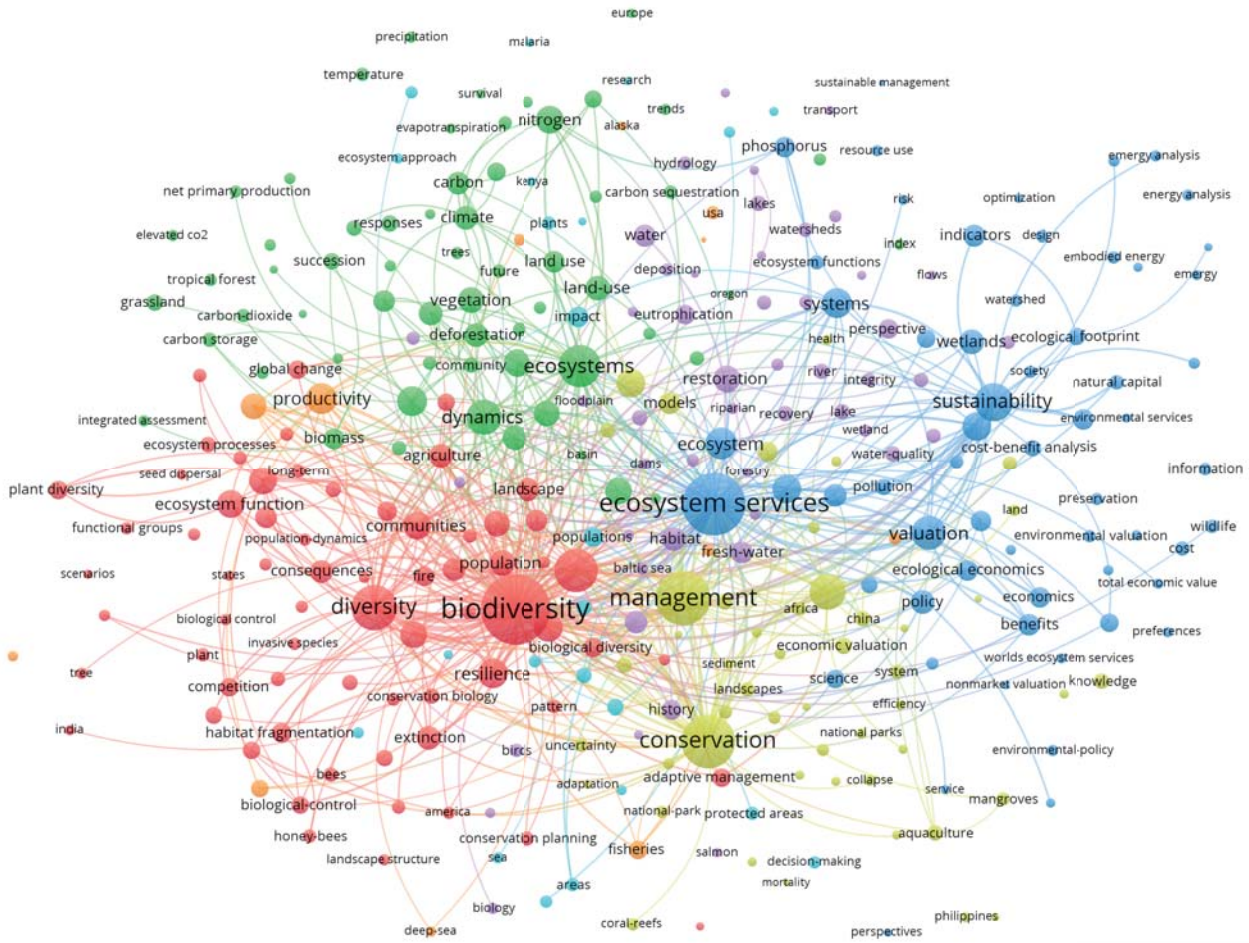 europe
precipitation
malaria
temperature
research
sustainable management
survival
trends
transport
nitrogen
alaska
evapotranspiration
phosphorus
resource use
emergy analysis
ecosystem approach
hydrology
carbon
kenya
carbon sequestration
net primary production
energy analysis
risk
optimization
lakes
usa
climate
responses
plants
watersheds
elevated co2
water
index
indicators
design
trees
succession
land use
future
deposition
ecosystem functions
embodied energy
flows
emergy
tropical forest
land-use
grassland
vegetation
oregon
watershed
systems
carbon-dioxide
impact
eutrophication
perspective
deforestation
carbon storage
health
wetlands
ecological footprint
community
ecosystems
global change
restoration
river
integrity
society
natural capital
productivity
floodplain
models
riparian
recovery
lake
sustainability
integrated assessment
dynamics
environmental services
biomass
wetland
ecosystem processes
ecosystem
cost-benefit analysis
agriculture
basin
dams
water-quality
seed dispersal
long-term
forestry
information
plant diversity
landscape
pollution
ecosystem function
ecosystem services
preservation
land
functional groups
communities
wildlife
population-dynamics
populations
habitat
valuation
environmental valuation
fresh-water
cost
scenarios
states
consequences
fire
population
baltic sea
ecological economics
total economic value
diversity
biodiversity
management
africa
policy
economics
biological control
china
benefits
preferences
invasive species
biological diversity
economic valuation
plant
worlds ecosystem services
tree
resilience
sediment
science
system
competition
conservation biology
landscapes
nonmarket valuation
knowledge
pattern
history
efficiency
india
habitat fragmentation
extinction
conservation
national parks
bircs
uncertainty
environmental-policy
bees
adaptive management
collapse
adaptation
service
biological-control
mangroves
america
national-park
protected areas
honey-bees
conservation planning
aquaculture
landscape structure
sea
fisheries
salmon
decision-making
areas
mortality
biology
deep-sea
coral-reefs
philippines
perspectives